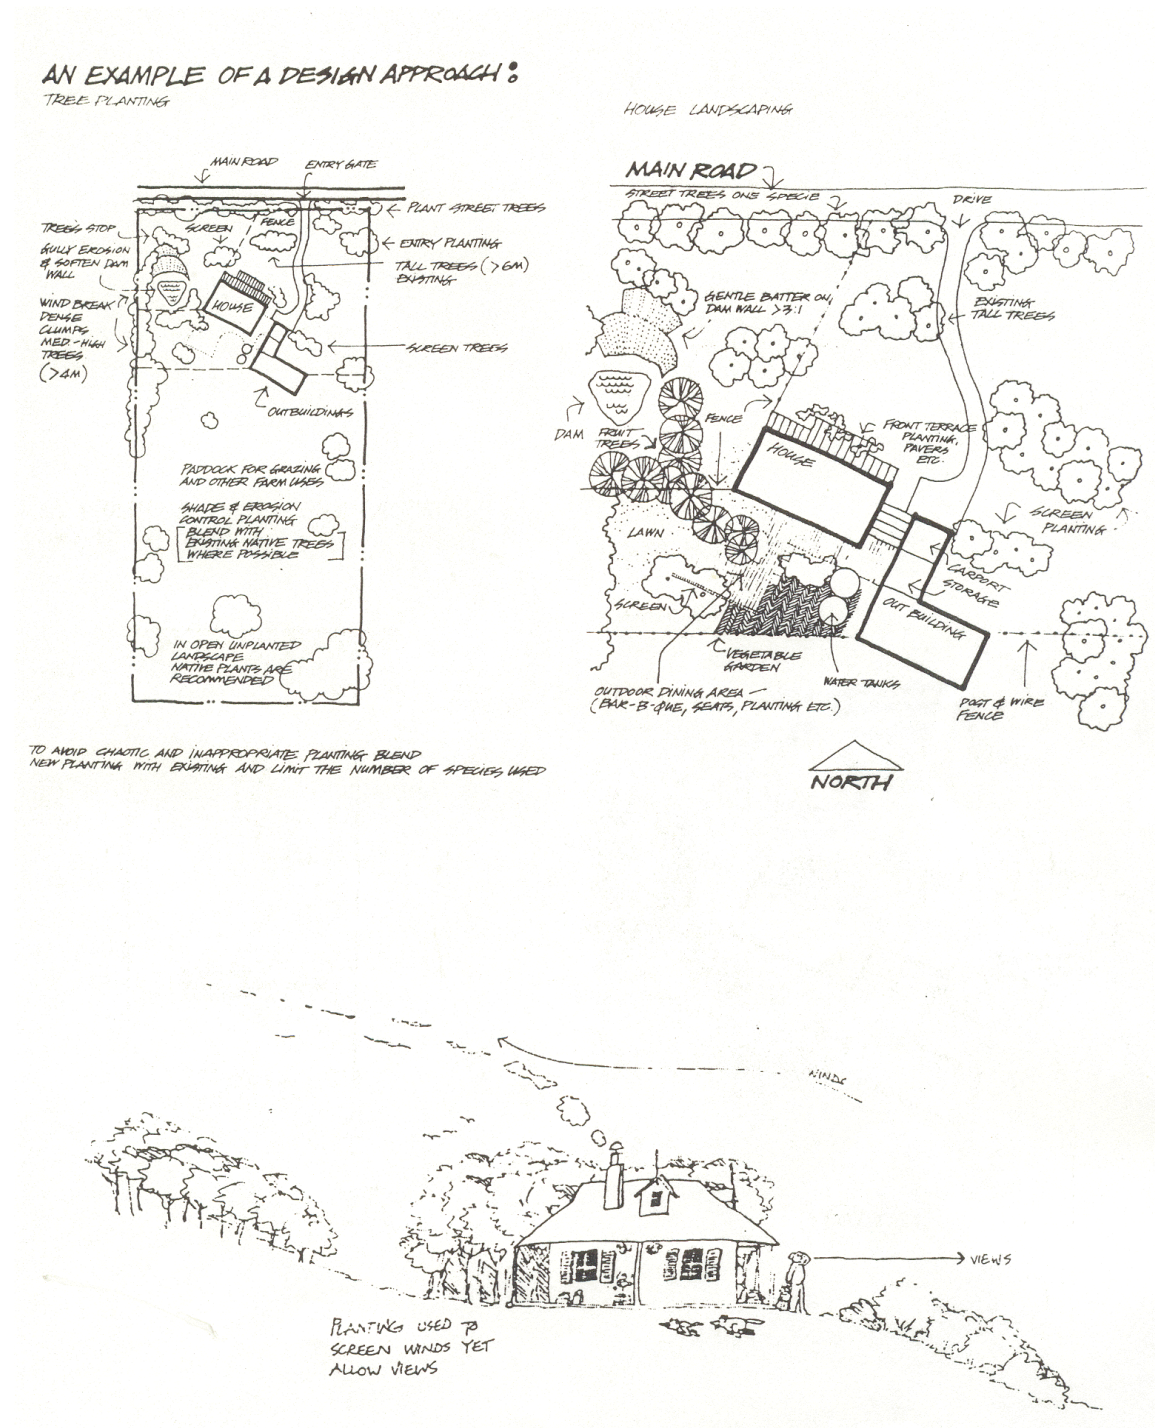 AN EXAMPLE OF A DESIGN APPROACH:
TREE PLANTING
MAIN ROAD
ENTRY GATE
TREES STOP
GULLY EROSION
& SOFTEN DAM
WALL
SCREEN
FENCE
PLANT STREET TREES
ENTRY PLANTING
TALL TREES (>6M)
EXISTING
WIND BREAK
DENSE
CLUMPS
MED.-HIGH
TREES
(>4M)
HOUSE
SCREEN TREES
OUTBUILDINGS
PADDOCK FOR GRAZING
AND OTHER FARM USES
SHADE & EROSION
CONTROL PLANTING
BLEND WITH
EXISTING NATIVE TREES
WHERE POSSIBLE
IN OPEN UNPLANTED
LANDSCAPE
NATIVE PLANTS ARE
RECOMMENDED
TO AVOID CHAOTIC AND INAPPROPRIATE PLANTING BLEND
NEW PLANTING WITH EXISTING AND LIMIT THE NUMBER OF SPECIES USED
HOUSE LANDSCAPING
MAIN ROAD
STREET TREES ONE SPECIE
DRIVE
GENTLE BATTER ON
DAM WALL >3:1
EXISTING
TALL TREES
DAM
FRUIT
TREES
FENCE
HOUSE
FRONT TERRACE
PLANTING,
PAVERS
ETC.
SCREEN
PLANTING
LAWN
SCREEN
CARPORT
STORAGE
OUT BUILDING
VEGETABLE
GARDEN
WATER TANKS
OUTDOOR DINING AREA -
(BAR-B-QUE, SEATS, PLANTING ETC.)
POST & WIRE
FENCE
NORTH
WINDS
VIEWS
PLANTING USED TO
SCREEN WINDS YET
ALLOW VIEWS